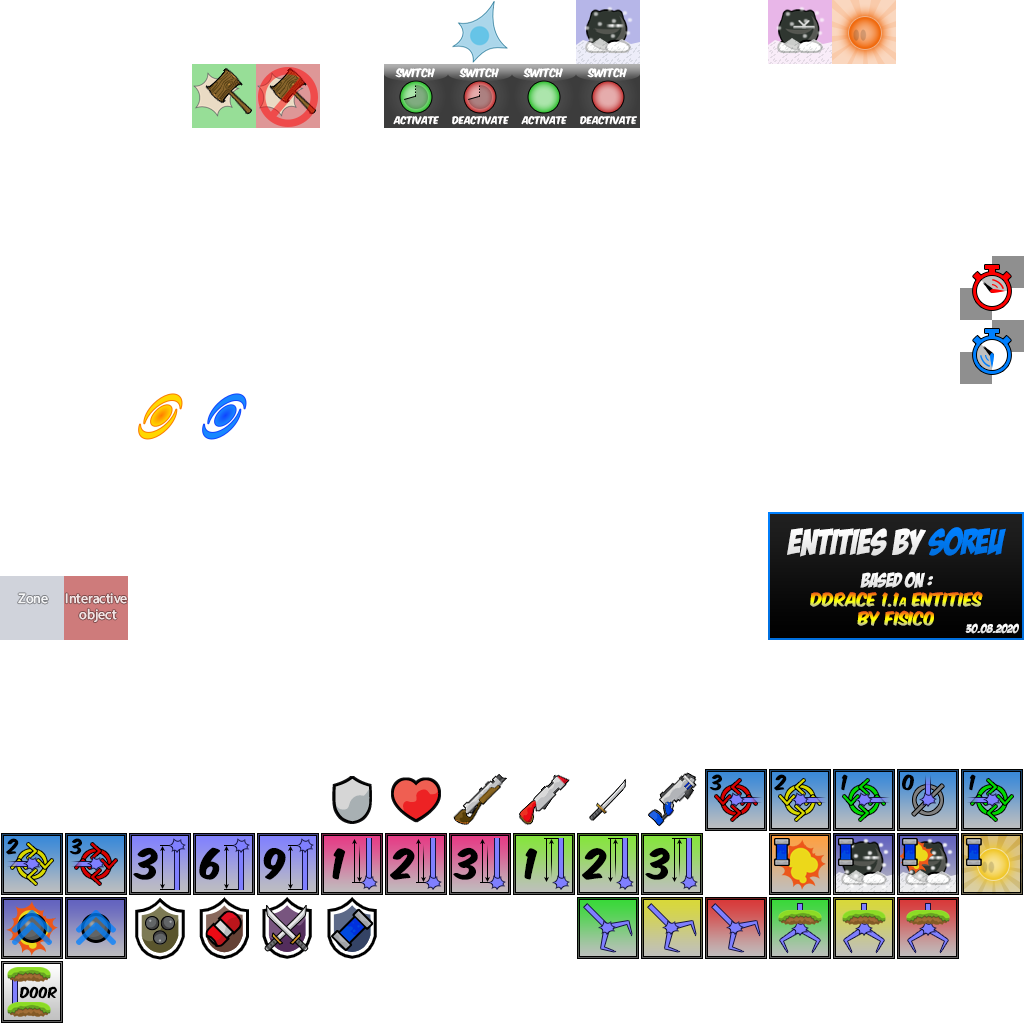 SWITCH SWITCH SWITCH SWITCH
ACTIVATE DEACTIVATE ACTIVATE DEACTIVATE
ENTITIES BY SOREU
BASED ON :
DDRACE 1.1A ENTITIES
BY FISICO
30.08.2020
Zone Interactive
object
3 2 1 0 1
2 3 3 6 9 1 2 3 1 2 3
DOOR